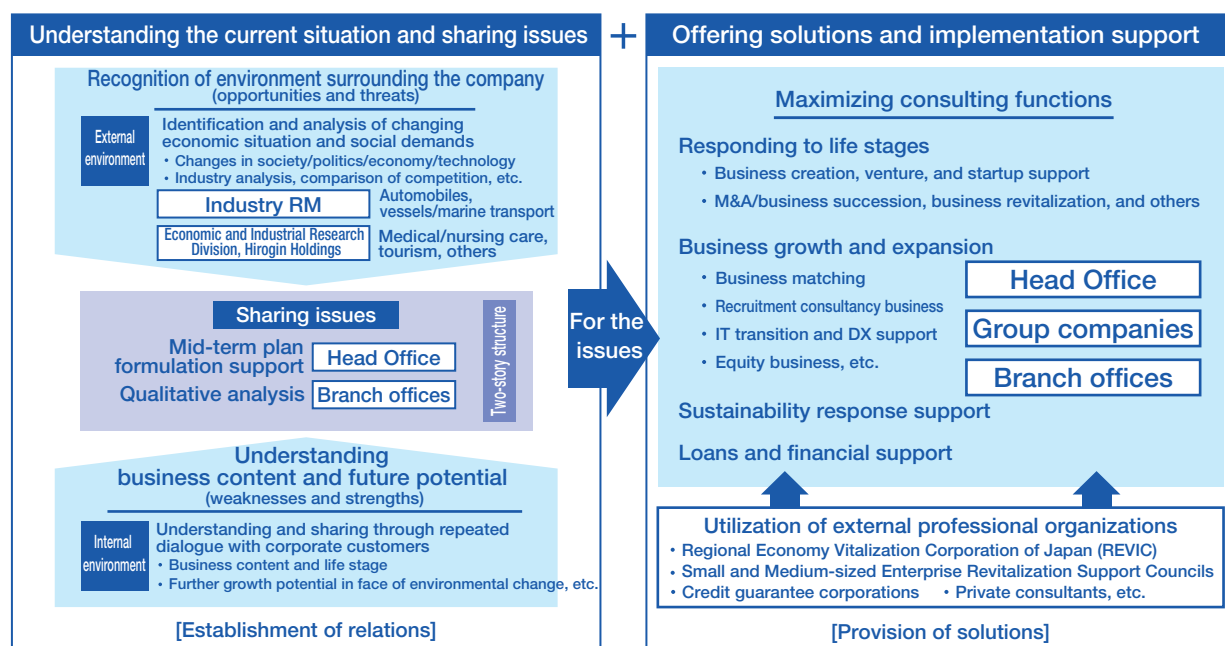 Understanding the current situation and sharing issues
+
Offering solutions and implementation support
Recognition of environment surrounding the company
(opportunities and threats)
External
environment
Identification and analysis of changing
economic situation and social demands
• Changes in society/politics/economy/technology
• Industry analysis, comparison of competition, etc.
Industry RM
Automobiles,
vessels/marine transport
Economic and Industrial Research
Division, Hirogin Holdings
Medical/nursing care,
tourism, others
Sharing issues
Mid-term plan
formulation support
Head Office
Qualitative analysis
Branch offices
Two-story structure
Understanding
business content and future potential
(weaknesses and strengths)
Internal
environment
Understanding and sharing through repeated
dialogue with corporate customers
• Business content and life stage
• Further growth potential in face of environmental change, etc.
[Establishment of relations]
For the
issues
Maximizing consulting functions
Responding to life stages
• Business creation, venture, and startup support
• M&A/business succession, business revitalization, and others
Business growth and expansion
• Business matching
• Recruitment consultancy business
• IT transition and DX support
• Equity business, etc.
Head Office
Group companies
Branch offices
Sustainability response support
Loans and financial support
Utilization of external professional organizations
• Regional Economy Vitalization Corporation of Japan (REVIC)
• Small and Medium-sized Enterprise Revitalization Support Councils
• Credit guarantee corporations • Private consultants, etc.
[Provision of solutions]